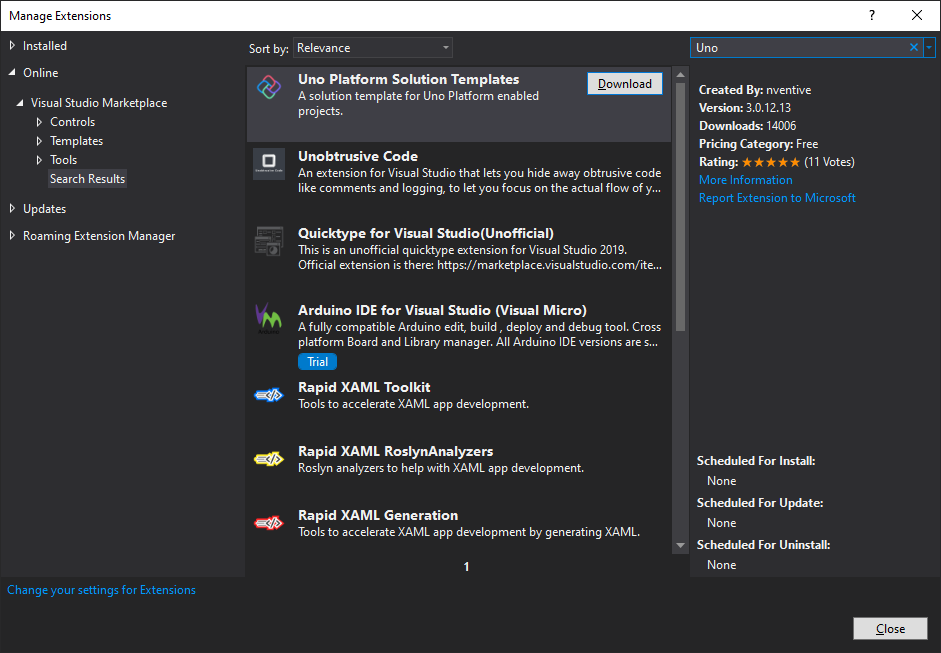 Manage Extensions
?
Installed
Online
Visual Studio Marketplace
Controls
Templates
Tools
Search Results
Updates
Roaming Extension Manager
Sort by: Relevance
Uno Platform Solution Templates
A solution template for Uno Platform enabled
projects.
Download
Unobtrusive Code
An extension for Visual Studio that lets you hide away obtrusive code
like comments and logging, to let you focus on the actual flow of y...
Quicktype for Visual Studio(Unofficial)
This is an unofficial quicktype extension for Visual Studio 2019.
Official extension is there: https://marketplace.visualstudio.com/ite...
Arduino IDE for Visual Studio (Visual Micro)
A fully compatible Arduino edit, build , deploy and debug tool. Cross
platform Board and Library manager. All Arduino IDE versions are s...
Trial
Rapid XAML Toolkit
Tools to accelerate XAML app development.
Rapid XAML RoslynAnalyzers
Roslyn analyzers to help with XAML app development.
Rapid XAML Generation
Tools to accelerate XAML app development by generating XAML.
1
Uno
Created By: nventive
Version: 3.0.12.13
Downloads: 14006
Pricing Category: Free
Rating: ★★★★★ (11 Votes)
More Information
Report Extension to Microsoft
Scheduled For Install:
None
Scheduled For Update:
None
Scheduled For Uninstall:
None
Change your settings for Extensions
Close